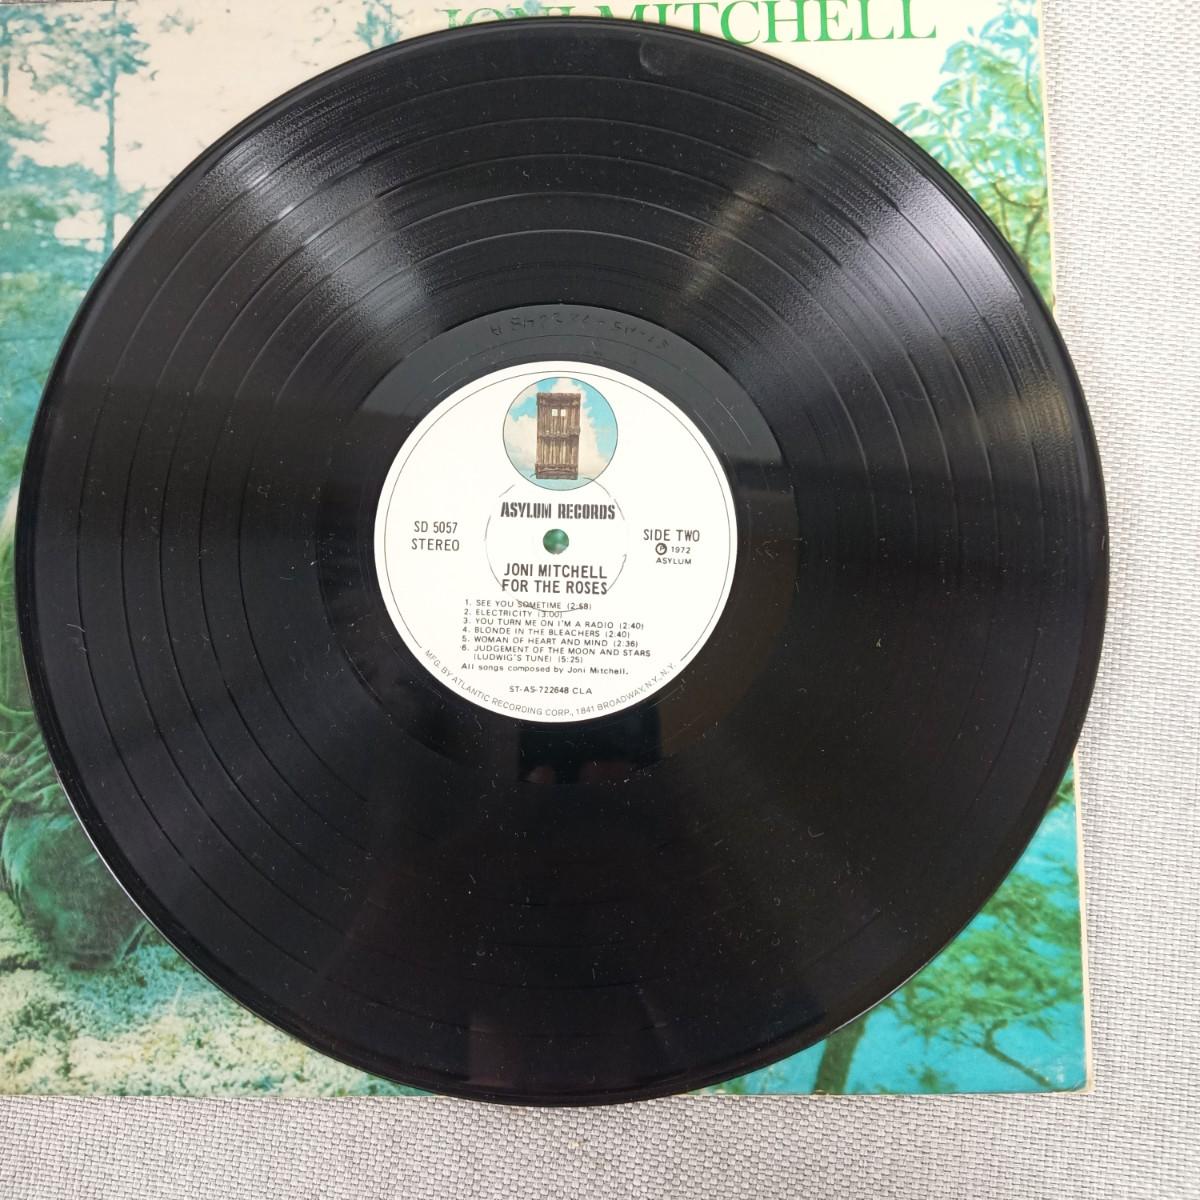 JONI MITCHELL
ASYLUM RECORDS
SD 5057
STEREO
SIDE TWO
Ⓟ 1972
ASYLUM
JONI MITCHELL
FOR THE ROSES
1. SEE YOU SOMETIME (2:58)
2. ELECTRICITY (3:00)
3. YOU TURN ME ON I'M A RADIO (2:40)
4. BLONDE IN THE BLEACHERS (2:40)
5. WOMAN OF HEART AND MIND (2:36)
6. JUDGEMENT OF THE MOON AND STARS
(LUDWIG'S TUNE) (5:25)
All songs composed by Joni Mitchell.
ST-AS-722648 CLA
MFG. BY ATLANTIC RECORDING CORP., 1841 BROADWAY, N.Y., N.Y.